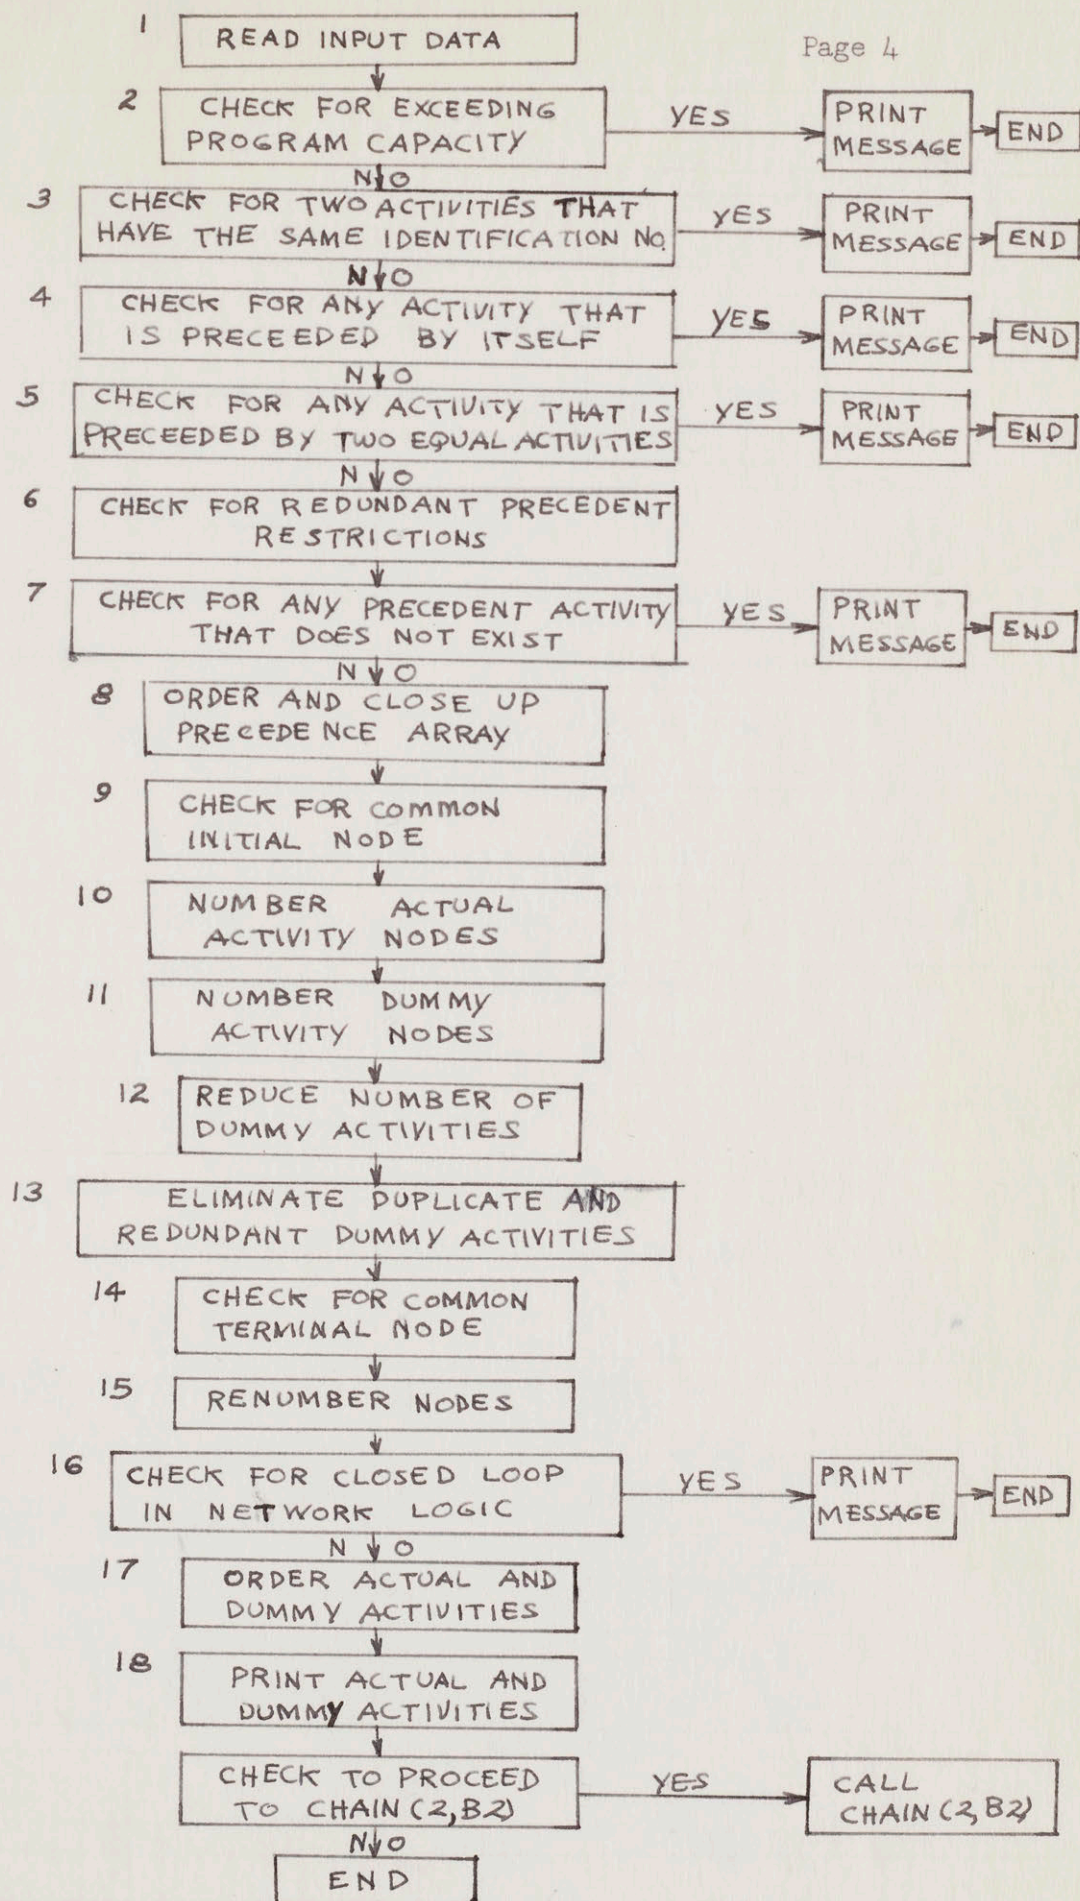 1
READ INPUT DATA
Page 4
2
CHECK FOR EXCEEDING
PROGRAM CAPACITY
YES
PRINT
MESSAGE
END
NO
3
CHECK FOR TWO ACTIVITIES THAT
HAVE THE SAME IDENTIFICATION NO.
YES
PRINT
MESSAGE
END
NO
4
CHECK FOR ANY ACTIVITY THAT
IS PRECEEDED BY ITSELF
YES
PRINT
MESSAGE
END
NO
5
CHECK FOR ANY ACTIVITY THAT IS
PRECEEDED BY TWO EQUAL ACTIVITIES
YES
PRINT
MESSAGE
END
NO
6
CHECK FOR REDUNDANT PRECEDENT
RESTRICTIONS
7
CHECK FOR ANY PRECEDENT ACTIVITY
THAT DOES NOT EXIST
YES
PRINT
MESSAGE
END
NO
8
ORDER AND CLOSE UP
PRECEDENCE ARRAY
9
CHECK FOR COMMON
INITIAL NODE
10
NUMBER ACTUAL
ACTIVITY NODES
11
NUMBER DUMMY
ACTIVITY NODES
12
REDUCE NUMBER OF
DUMMY ACTIVITIES
13
ELIMINATE DUPLICATE AND
REDUNDANT DUMMY ACTIVITIES
14
CHECK FOR COMMON
TERMINAL NODE
15
RENUMBER NODES
16
CHECK FOR CLOSED LOOP
IN NETWORK LOGIC
YES
PRINT
MESSAGE
END
NO
17
ORDER ACTUAL AND
DUMMY ACTIVITIES
18
PRINT ACTUAL AND
DUMMY ACTIVITIES
CHECK TO PROCEED
TO CHAIN (2,B2)
YES
CALL
CHAIN (2,B2)
NO
END